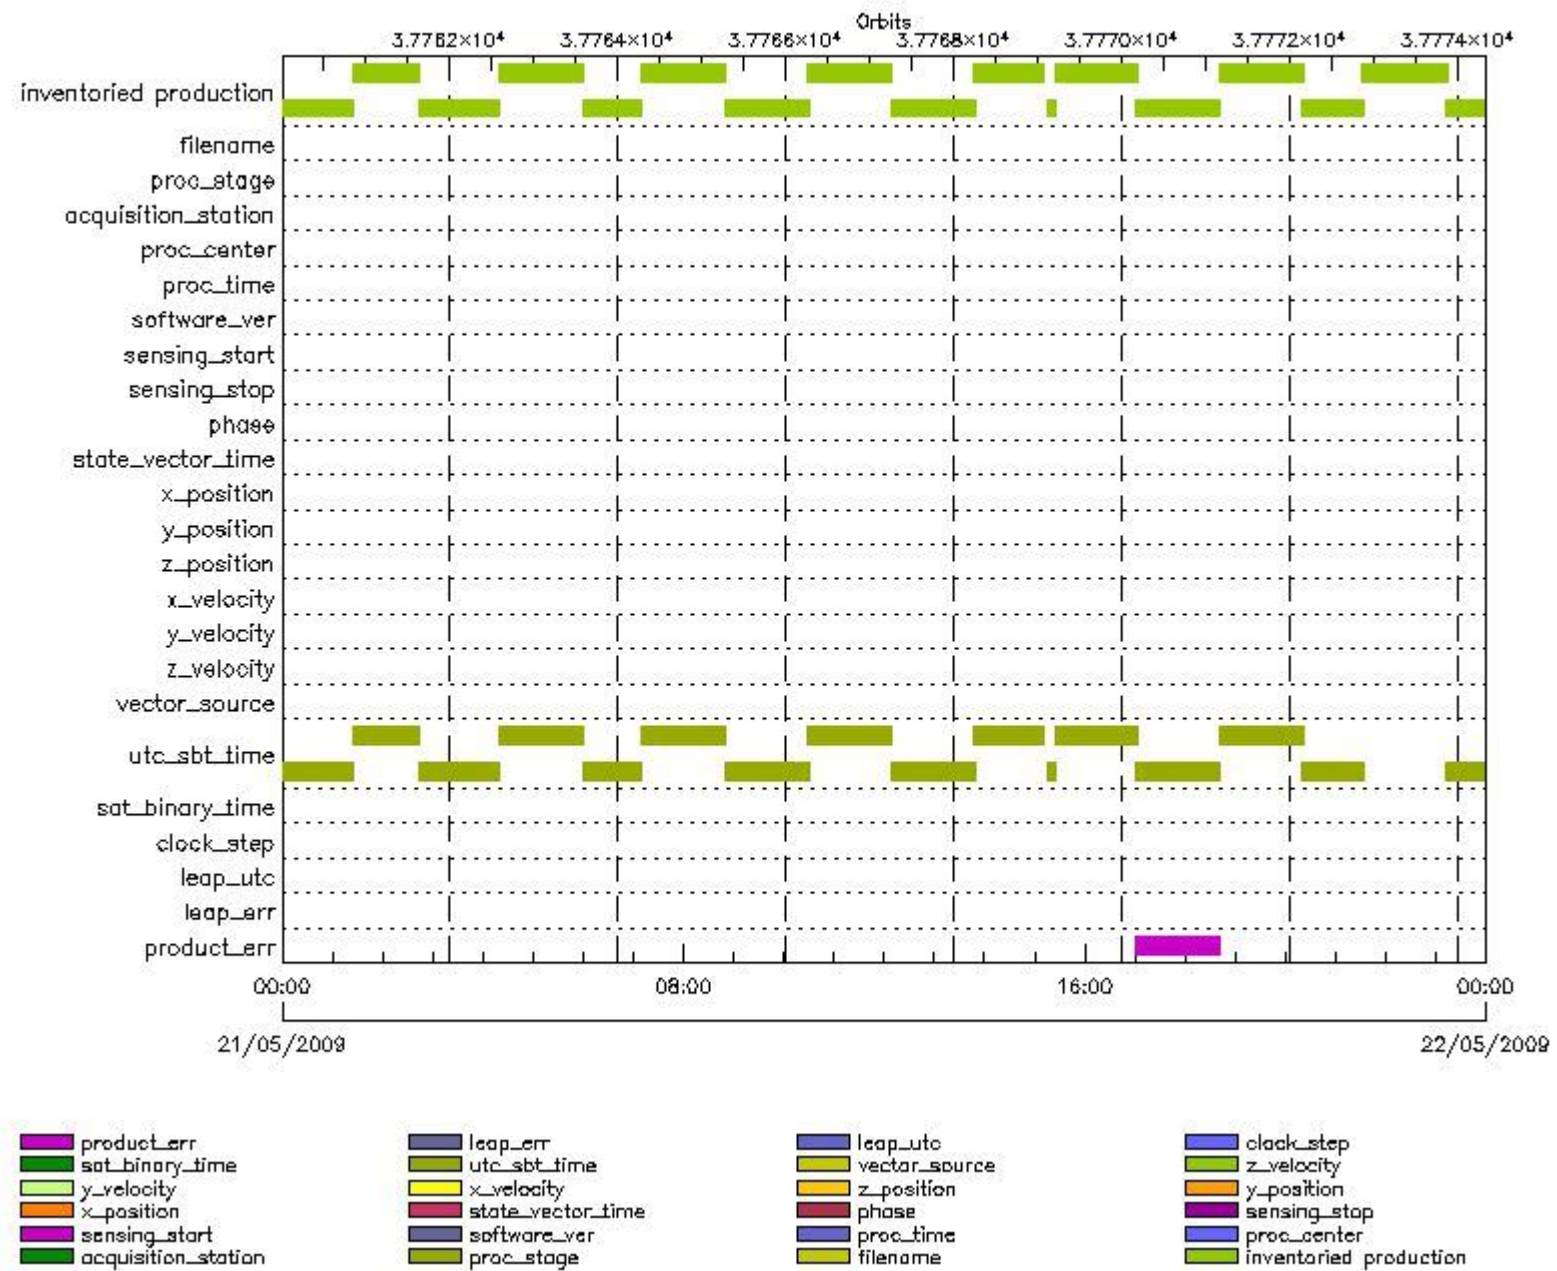 Orbits
3.7762×10⁴ 3.7764×10⁴ 3.7766×10⁴ 3.7768×10⁴ 3.7770×10⁴ 3.7772×10⁴ 3.7774×10⁴
inventoried production
filename
proc_stage
acquisition_station
proc_center
proc_time
software_ver
sensing_start
sensing_stop
phase
state_vector_time
x_position
y_position
z_position
x_velocity
y_velocity
z_velocity
vector_source
utc_sbt_time
sat_binary_time
clock_step
leap_utc
leap_err
product_err
00:00 08:00 16:00 00:00
21/05/2009 22/05/2009
product_err leap_err leap_utc clock_step
sat_binary_time utc_sbt_time vector_source z_velocity
y_velocity x_velocity z_position y_position
x_position state_vector_time phase sensing_stop
sensing_start software_ver proc_time proc_center
acquisition_station proc_stage filename inventoried production